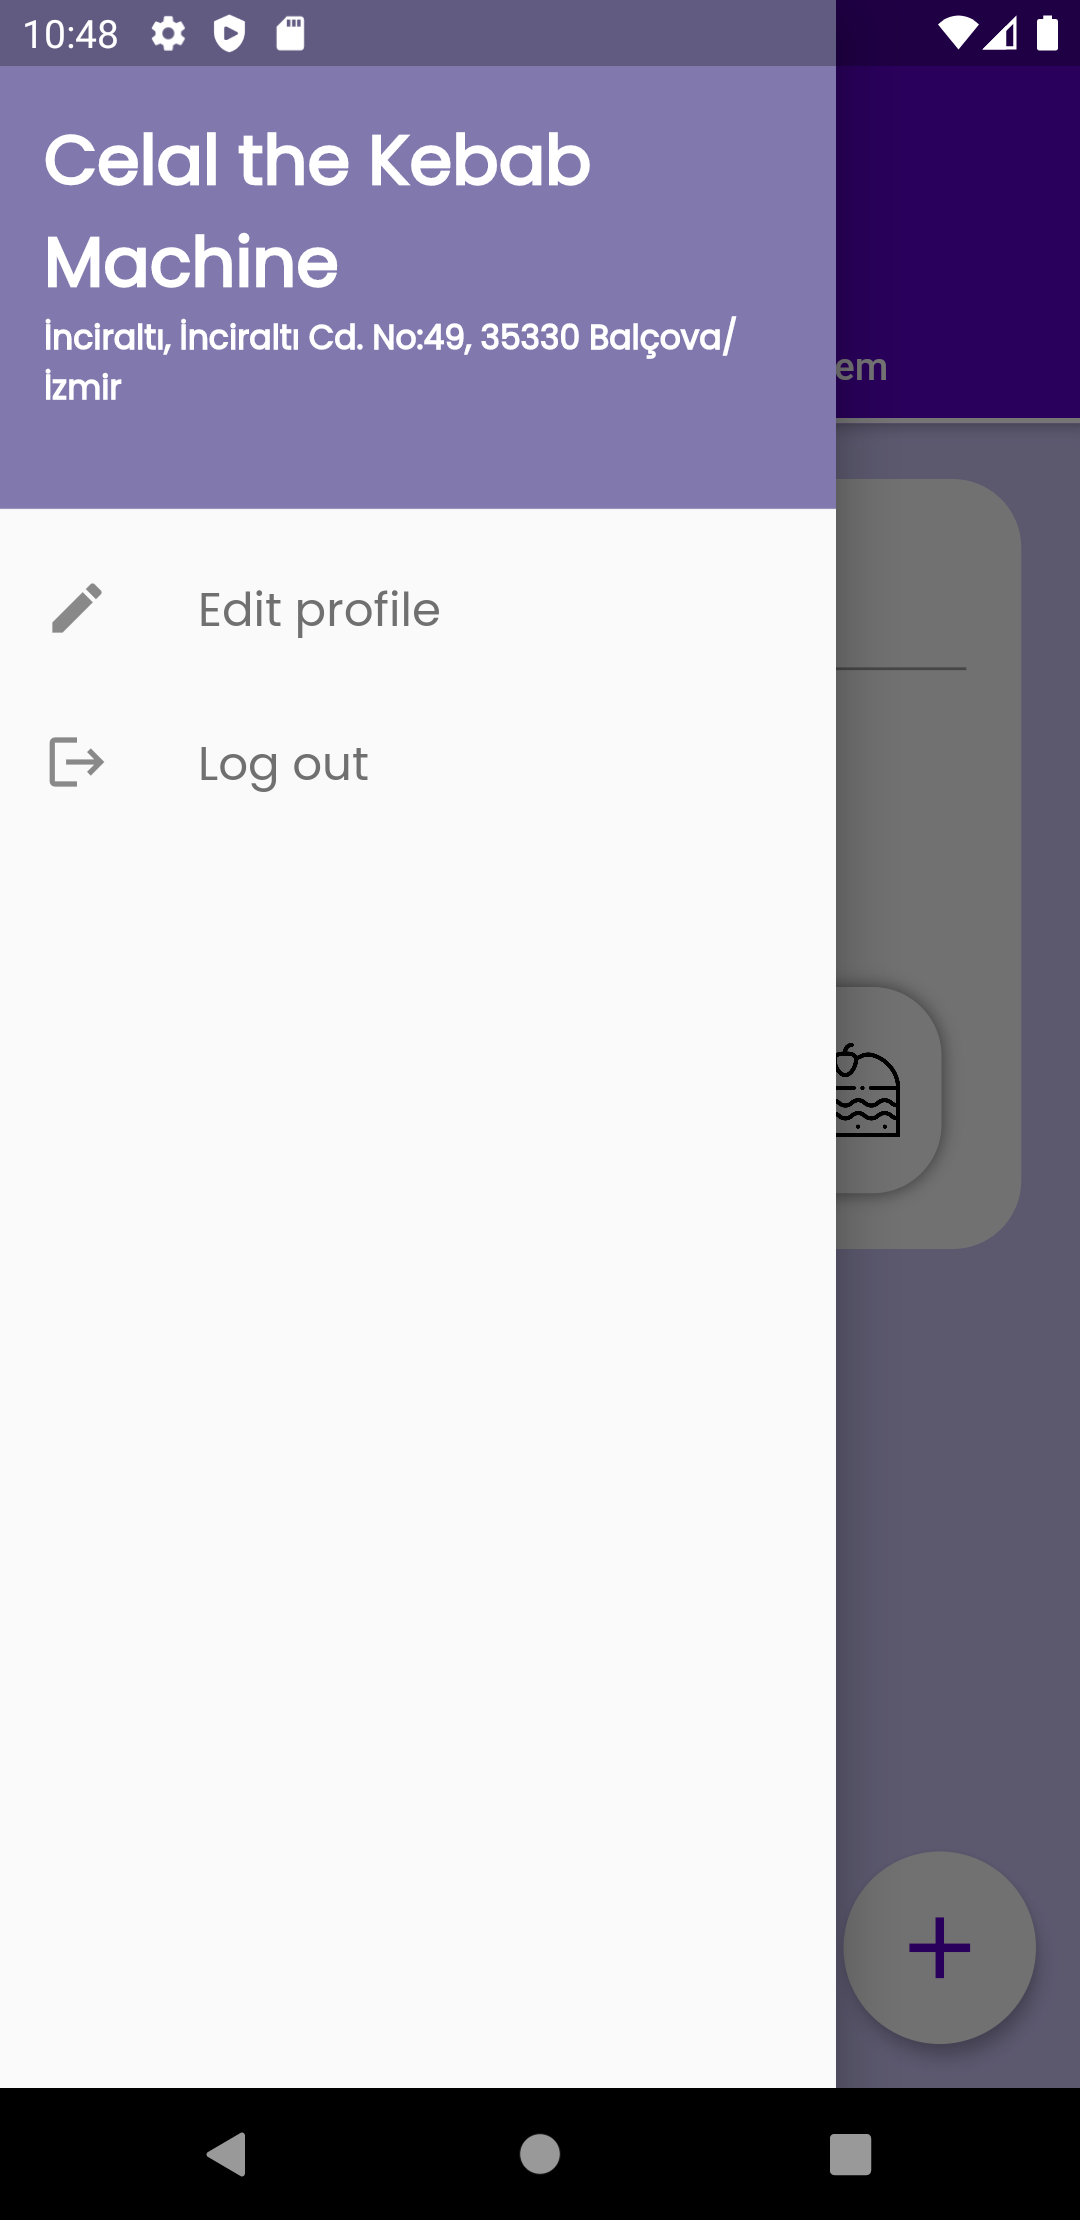 10:48
Celal the Kebab
Machine
İnciraltı, İnciraltı Cd. No:49, 35330 Balçova/
İzmir
em
Edit profile
Log out